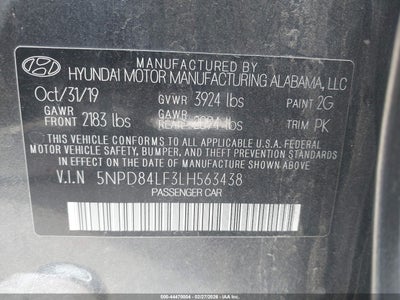 MANUFACTURED BY
HYUNDAI MOTOR MANUFACTURING ALABAMA, LLC
Oct/31/19 GVWR 3924 lbs PAINT 2G
GAWR FRONT 2183 lbs GAWR REAR lbs TRIM PK
THIS VEHICLE CONFORMS TO ALL APPLICABLE U.S. FEDERAL
MOTOR VEHICLE SAFETY, BUMPER, AND THEFT PREVENTION
STANDARDS IN EFFECT ON THE DATE OF MANUFACTURE SHOWN ABOVE.
V.I.N 5NPD84LF3LH563438
PASSENGER CAR